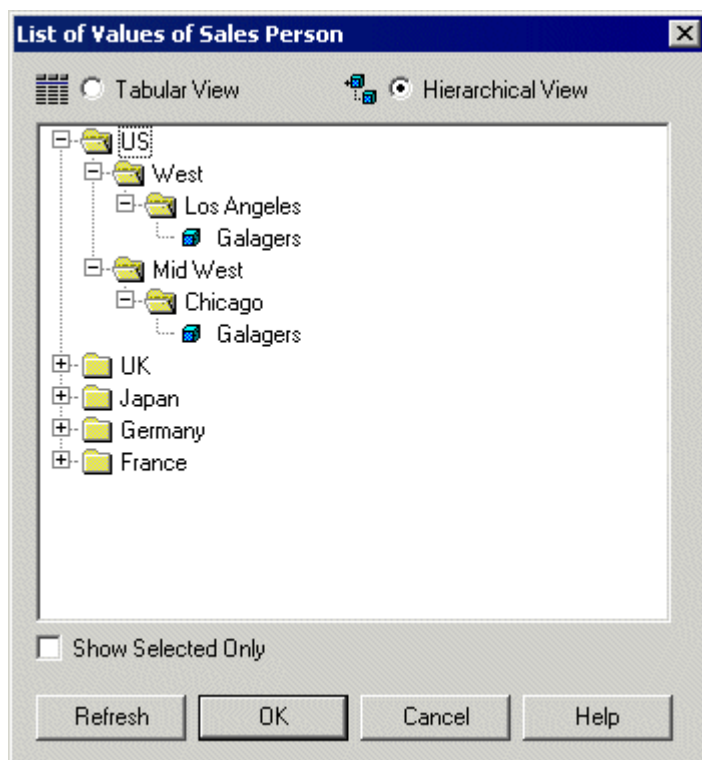 List of Values of Sales Person
Tabular View Hierarchical View
US
West
Los Angeles
Galagers
Mid West
Chicago
Galagers
UK
Japan
Germany
France
Show Selected Only
Refresh OK Cancel Help